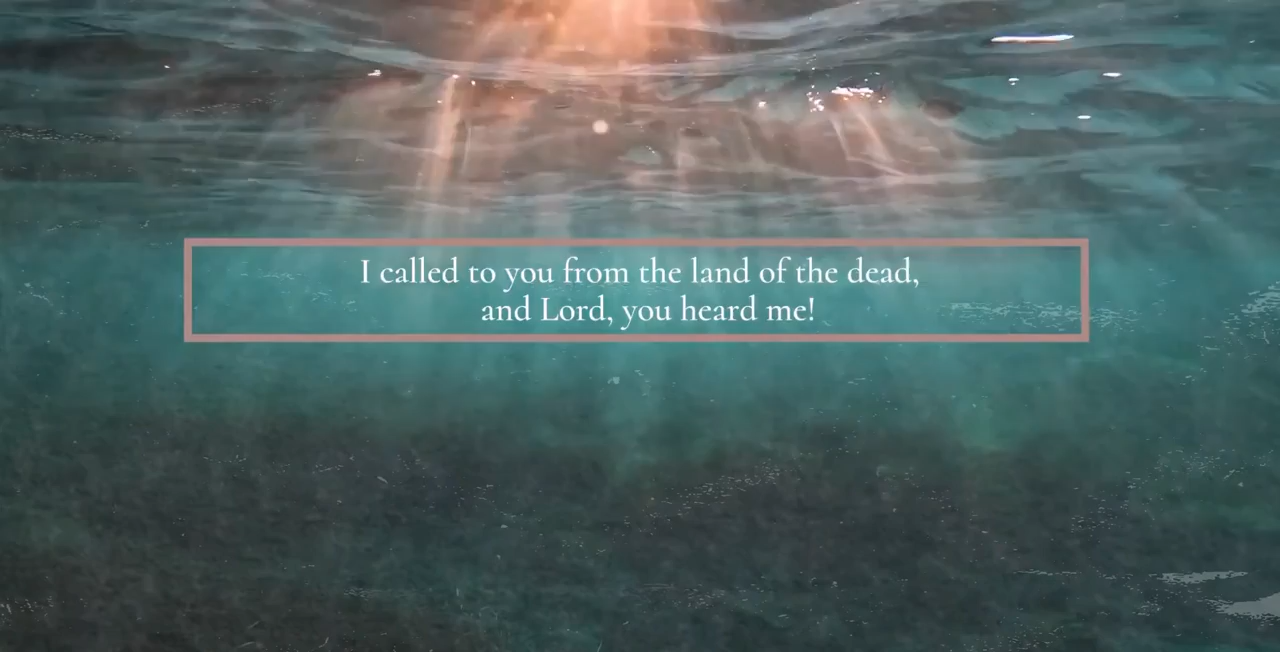 I called to you from the land of the dead,
and Lord, you heard me!